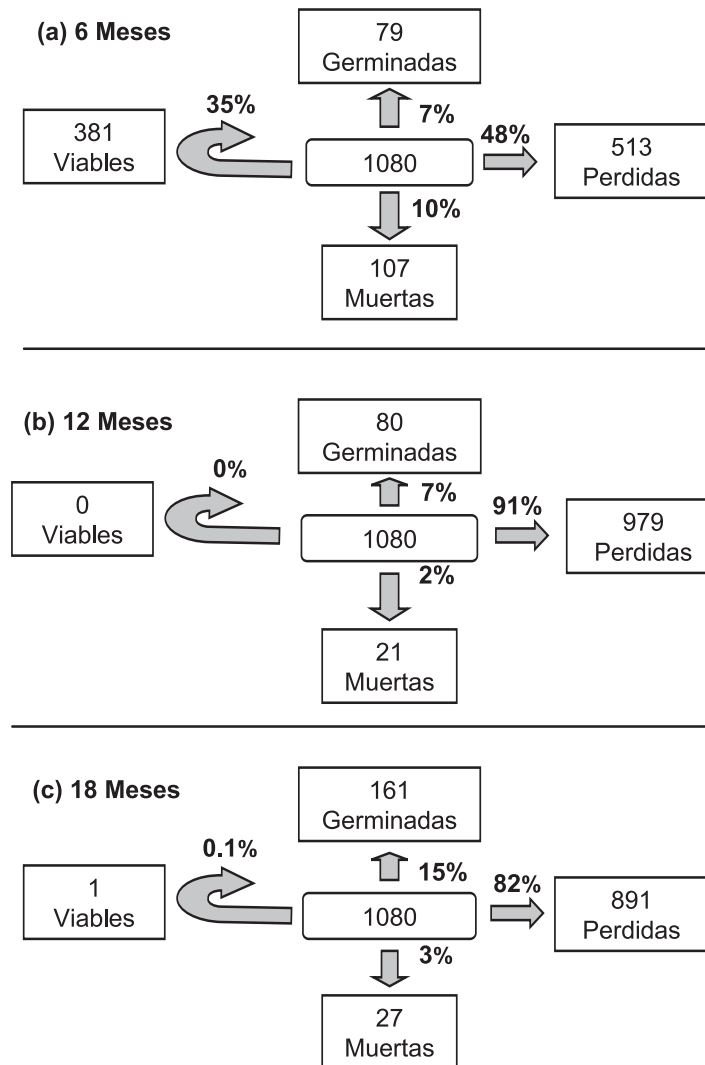 (a) 6 Meses
79
Germinadas
35%
7%
48%
381
Viables
1080
513
Perdidas
10%
107
Muertas
(b) 12 Meses
80
Germinadas
0%
7%
91%
0
Viables
1080
979
Perdidas
2%
21
Muertas
(c) 18 Meses
161
Germinadas
0.1%
15%
82%
1
Viables
1080
891
Perdidas
3%
27
Muertas